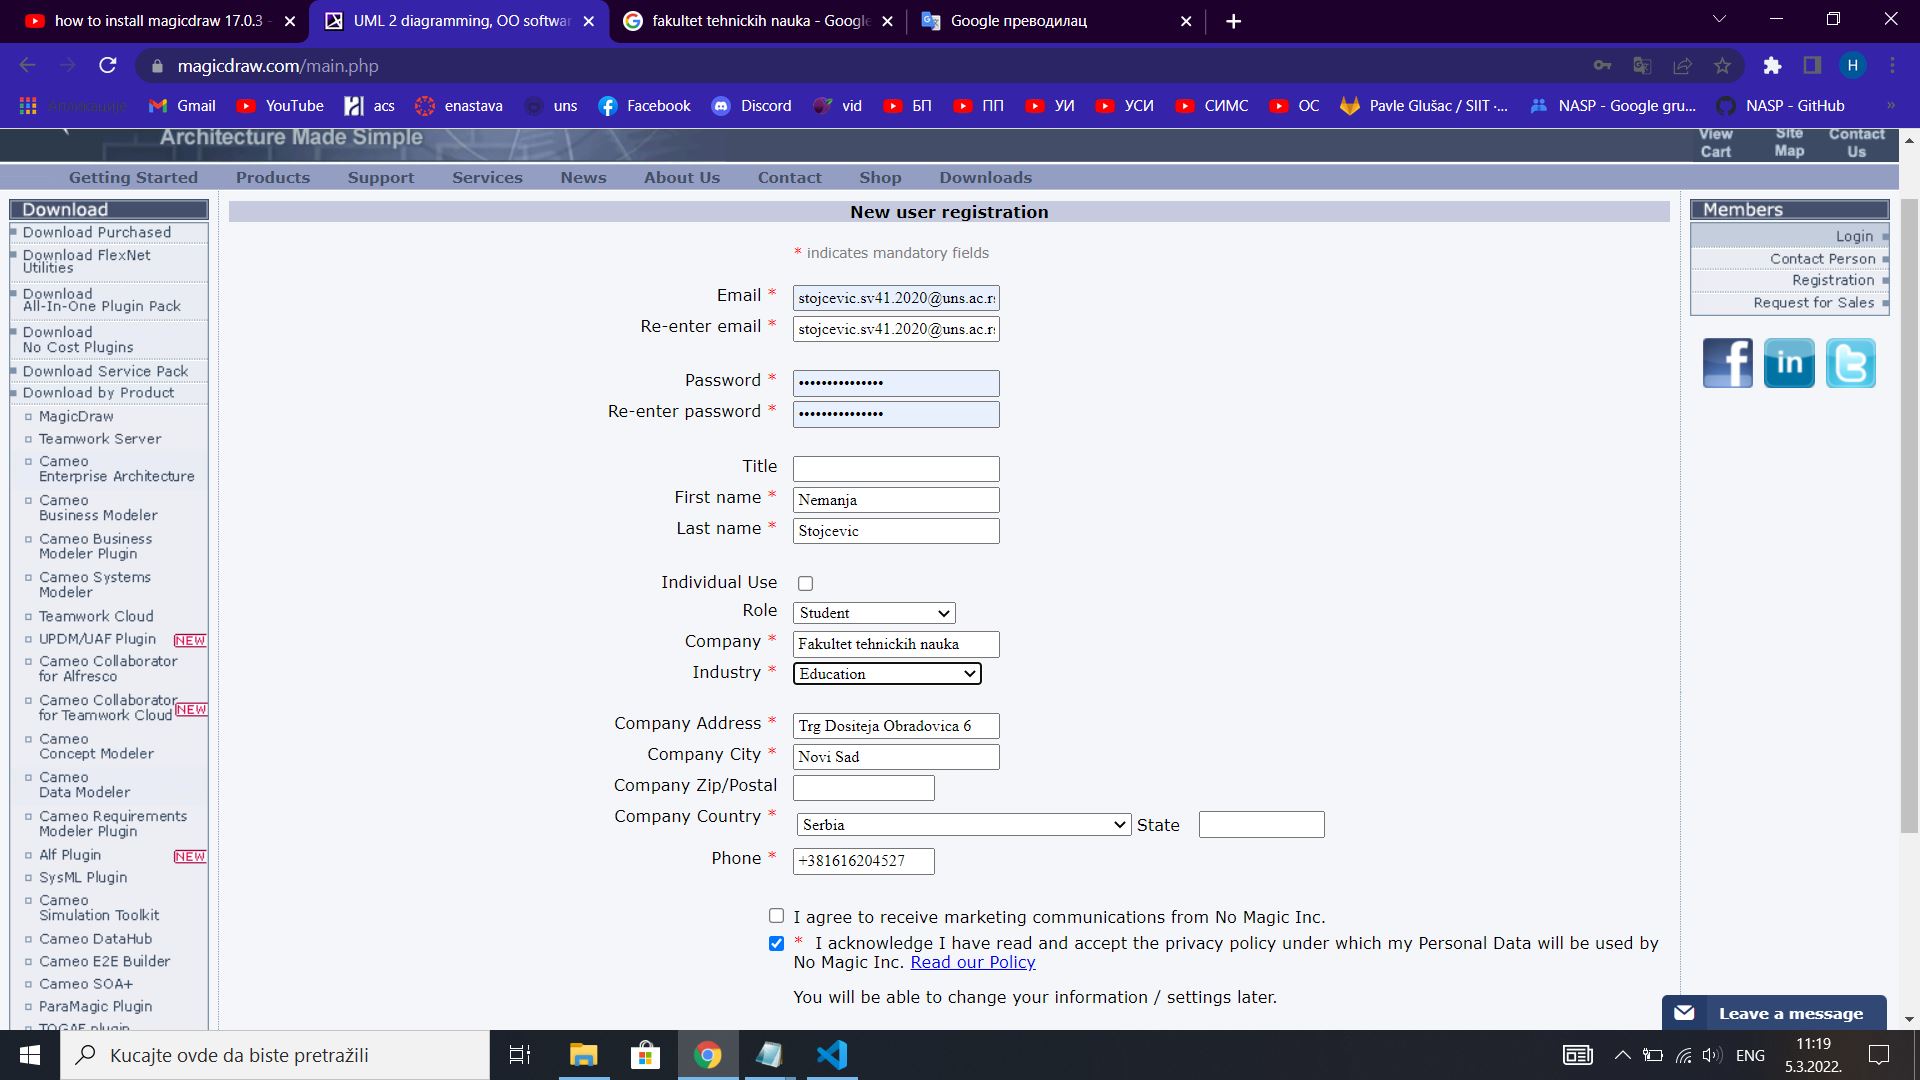 how to install magicdraw 17.0.3 -
UML 2 diagramming, OO softwar
fakultet tehnickih nauka - Google
Google преводилац
magicdraw.com/main.php
H
Апликације
Gmail
YouTube
acs
enastava
uns
Facebook
Discord
vid
БП
ПП
УИ
УСИ
СИМС
ОС
Pavle Glušac / SIIT ·...
NASP - Google gru...
NASP - GitHub
»
Architecture Made Simple
View Cart
Site Map
Contact Us
Getting Started
Products
Support
Services
News
About Us
Contact
Shop
Downloads
Download
Download Purchased
Download FlexNet
Utilities
Download
All-In-One Plugin Pack
Download
No Cost Plugins
Download Service Pack
Download by Product
MagicDraw
Teamwork Server
Cameo
Enterprise Architecture
Cameo
Business Modeler
Cameo Business
Modeler Plugin
Cameo Systems
Modeler
Teamwork Cloud
UPDM/UAF Plugin NEW
Cameo Collaborator
for Alfresco
Cameo Collaborator
for Teamwork Cloud NEW
Cameo
Concept Modeler
Cameo
Data Modeler
Cameo Requirements
Modeler Plugin
Alf Plugin NEW
SysML Plugin
Cameo
Simulation Toolkit
Cameo DataHub
Cameo E2E Builder
Cameo SOA+
ParaMagic Plugin
TOGAF plugin
New user registration
* indicates mandatory fields
Email * stojcevic.sv41.2020@uns.ac.r
Re-enter email * stojcevic.sv41.2020@uns.ac.r
Password * •••••••••••••••
Re-enter password * •••••••••••••••
Title
First name * Nemanja
Last name * Stojcevic
Individual Use
Role Student
Company * Fakultet tehnickih nauka
Industry * Education
Company Address * Trg Dositeja Obradovica 6
Company City * Novi Sad
Company Zip/Postal
Company Country * Serbia State
Phone * +381616204527
I agree to receive marketing communications from No Magic Inc.
* I acknowledge I have read and accept the privacy policy under which my Personal Data will be used by
No Magic Inc. Read our Policy
You will be able to change your information / settings later.
Members
Login
Contact Person
Registration
Request for Sales
Leave a message
Kucajte ovde da biste pretražili
ENG
11:19
5.3.2022.